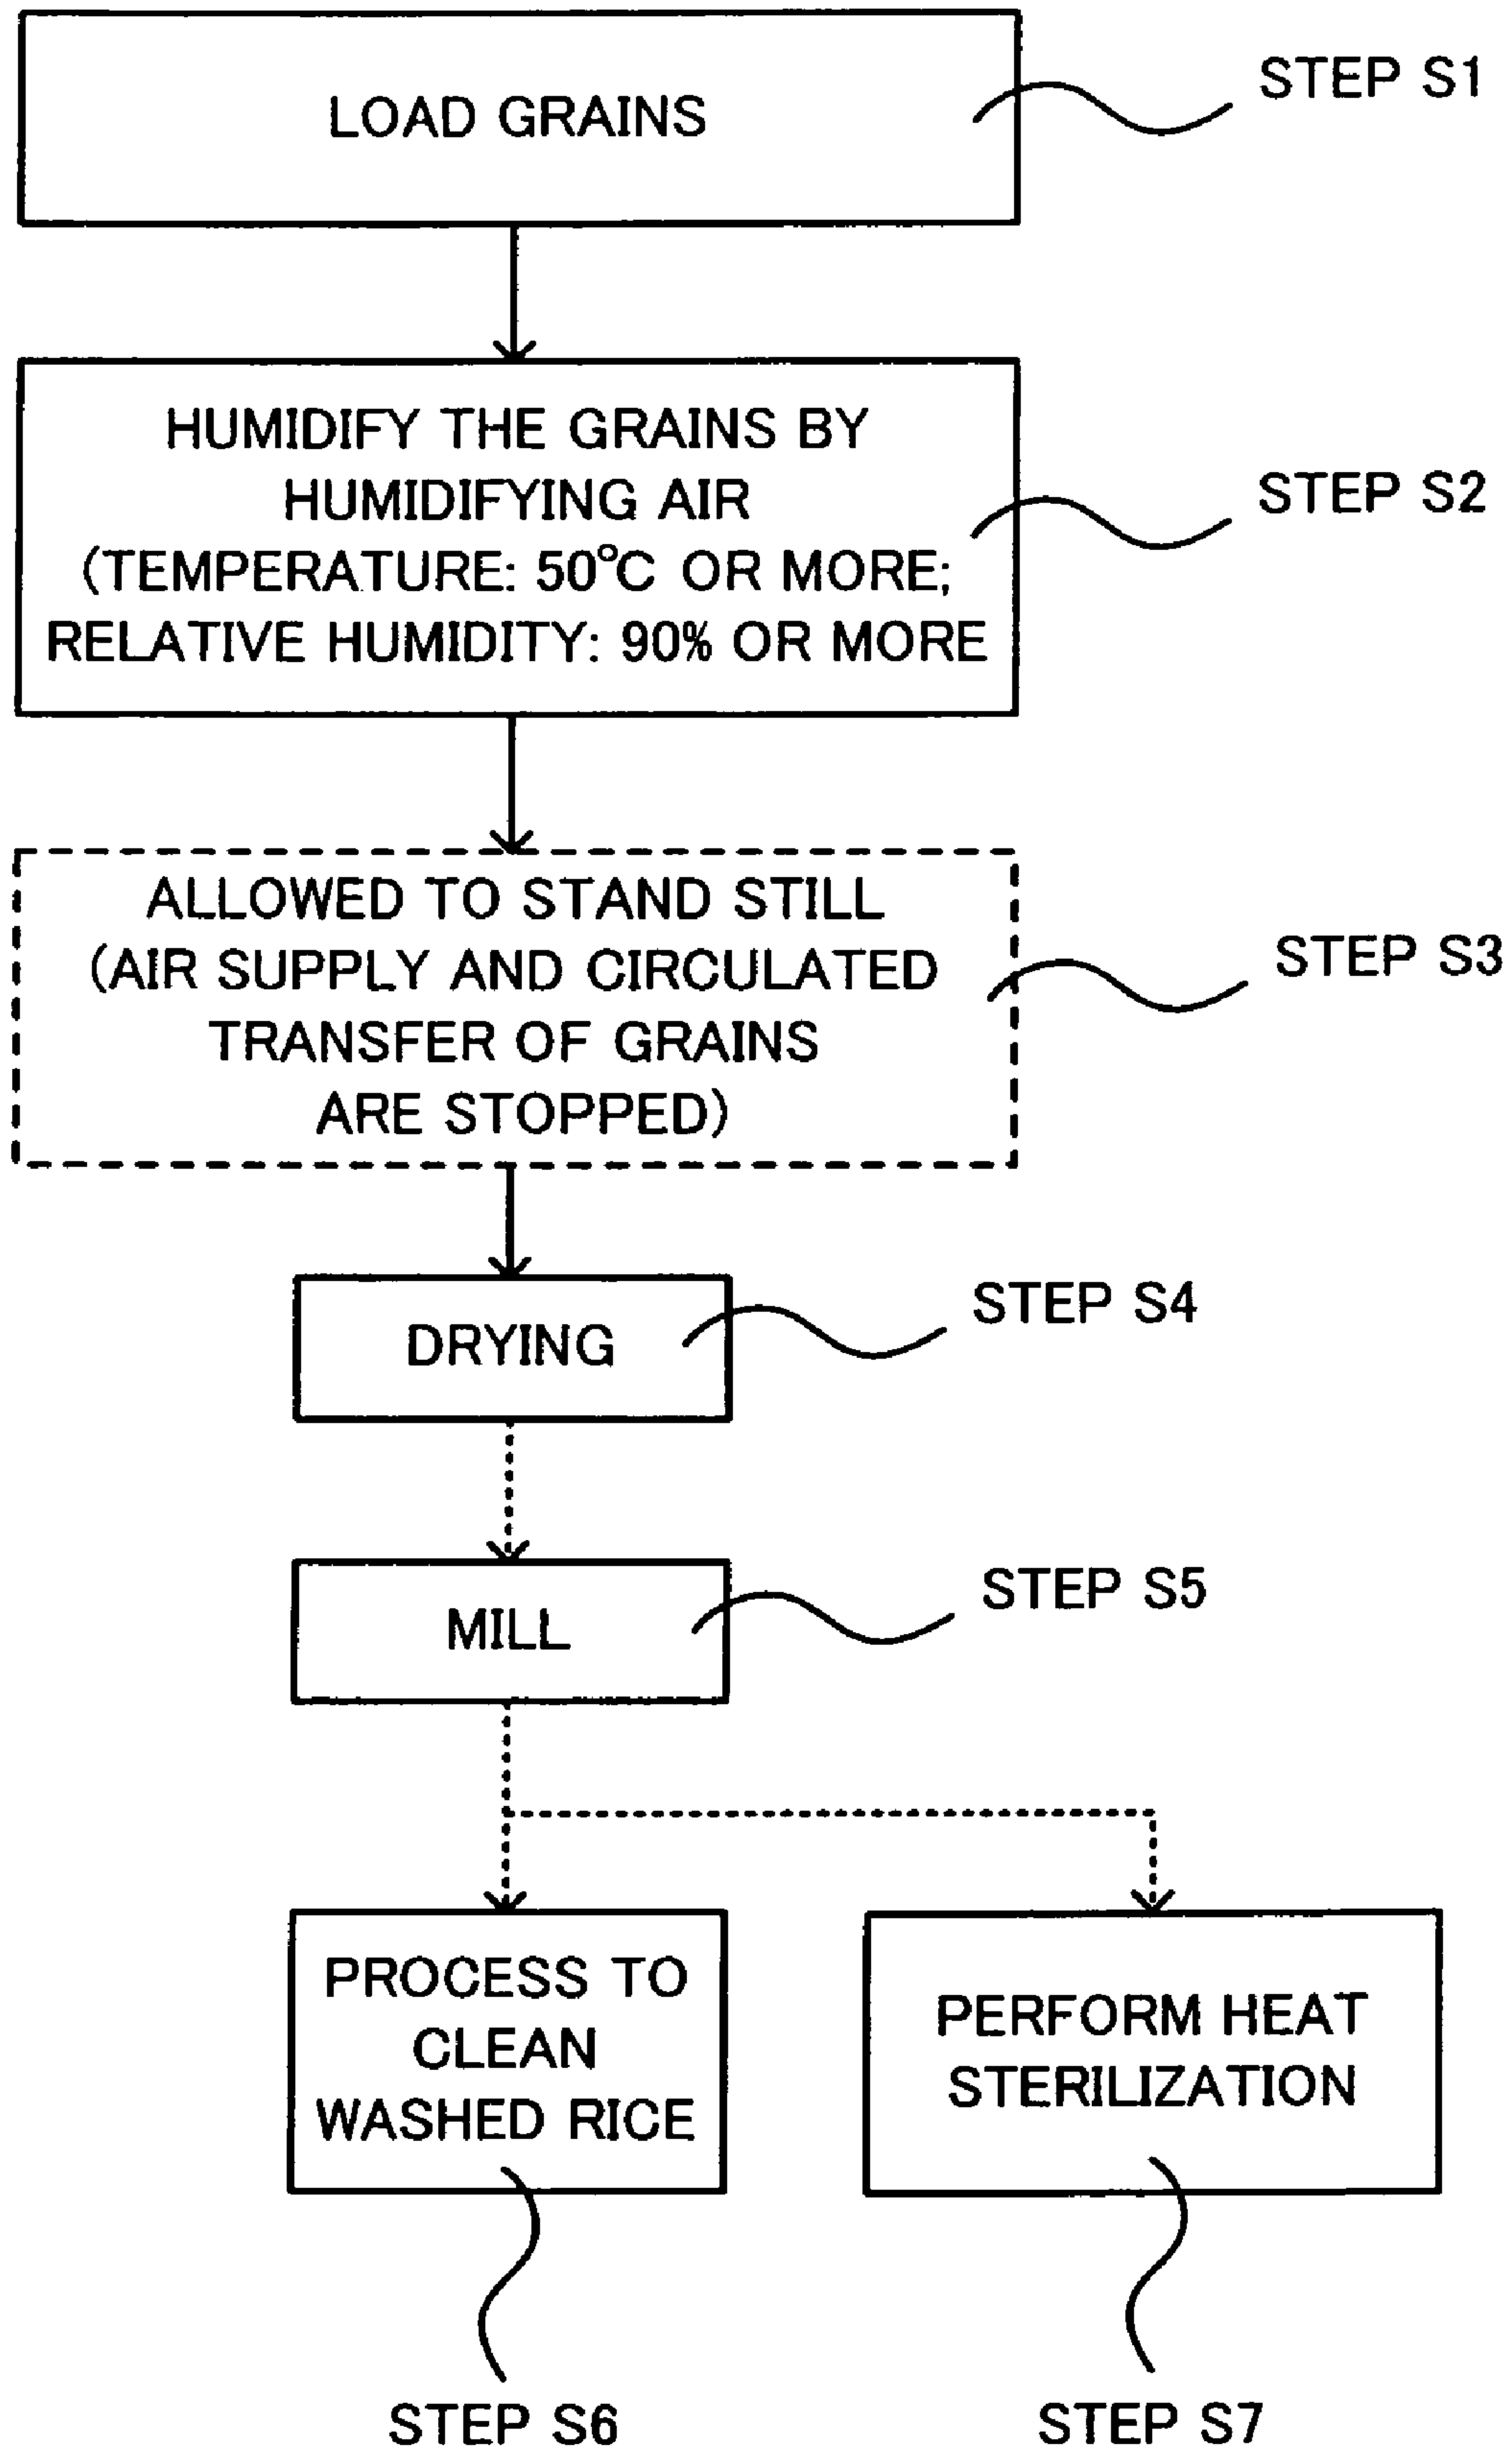 LOAD GRAINS
STEP S1
HUMIDIFY THE GRAINS BY
HUMIDIFYING AIR
(TEMPERATURE: 50°C OR MORE;
RELATIVE HUMIDITY: 90% OR MORE
STEP S2
ALLOWED TO STAND STILL
(AIR SUPPLY AND CIRCULATED
TRANSFER OF GRAINS
ARE STOPPED)
STEP S3
DRYING
STEP S4
MILL
STEP S5
PROCESS TO
CLEAN
WASHED RICE
STEP S6
PERFORM HEAT
STERILIZATION
STEP S7